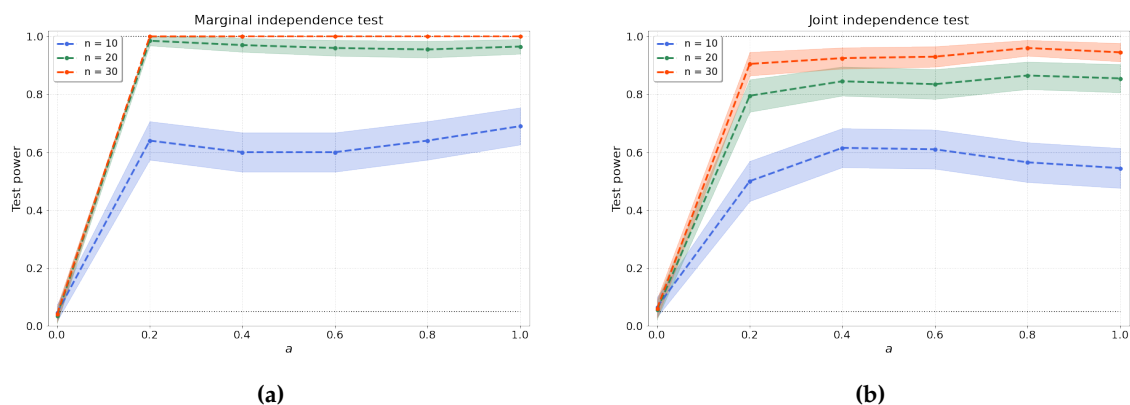 Marginal independence test
1.0
0.8
0.6
0.4
0.2
0.0
Test power
n = 10
n = 20
n = 30
0.0 0.2 0.4 0.6 0.8 1.0
a
(a)
Joint independence test
1.0
0.8
0.6
0.4
0.2
0.0
Test power
n = 10
n = 20
n = 30
0.0 0.2 0.4 0.6 0.8 1.0
a
(b)